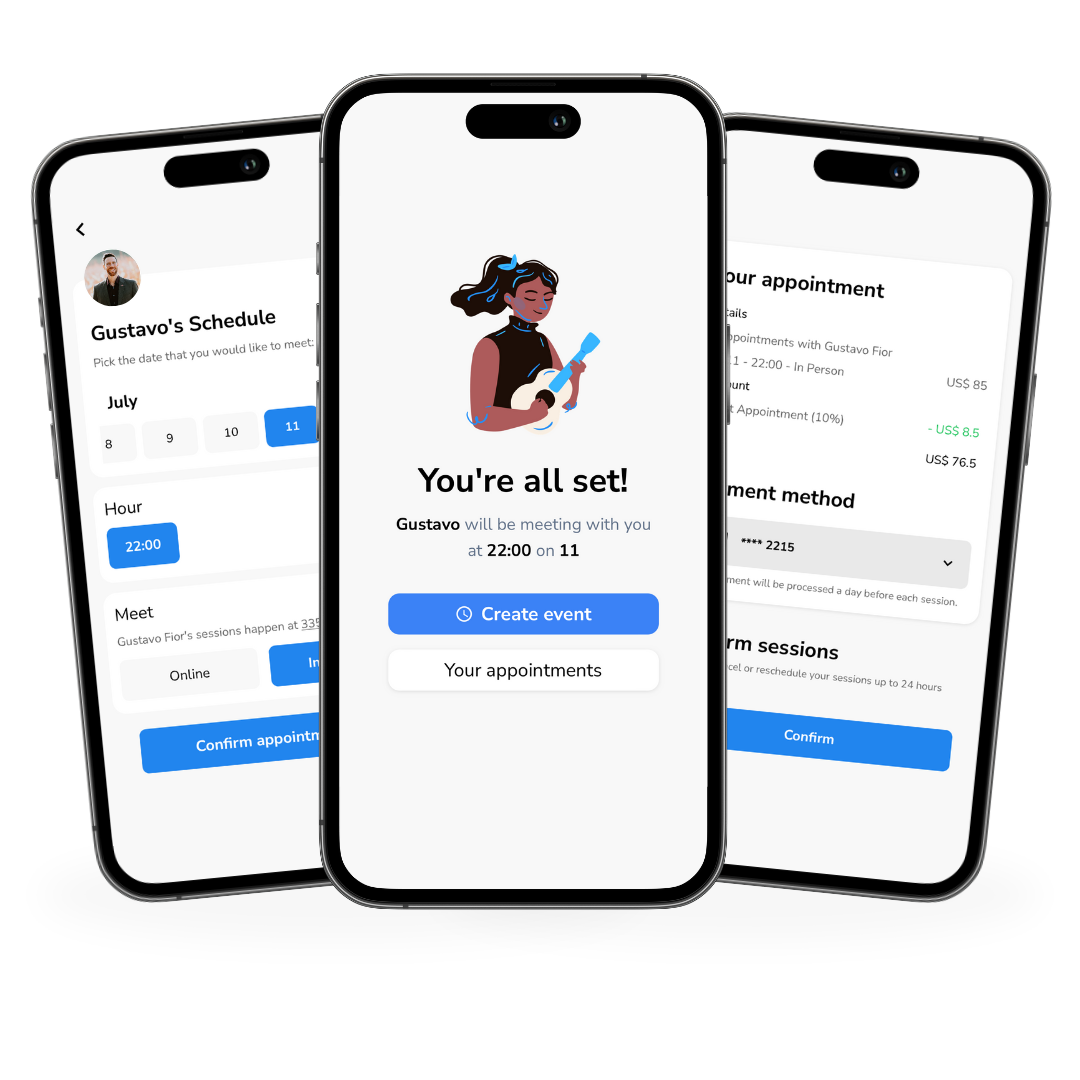 Gustavo's Schedule
Pick the date that you would like to meet:
July
8 9 10 11
Hour
22:00
Meet
Gustavo Fior's sessions happen at 335
Online In
Confirm appointm
You're all set!
Gustavo will be meeting with you
at 22:00 on 11
Create event
Your appointments
our appointment
tails
ppointments with Gustavo Fior
.1 - 22:00 - In Person
US$ 85
ount
t Appointment (10%)
- US$ 8.5
US$ 76.5
ment method
**** 2215
ment will be processed a day before each session.
rm sessions
cel or reschedule your sessions up to 24 hours
Confirm